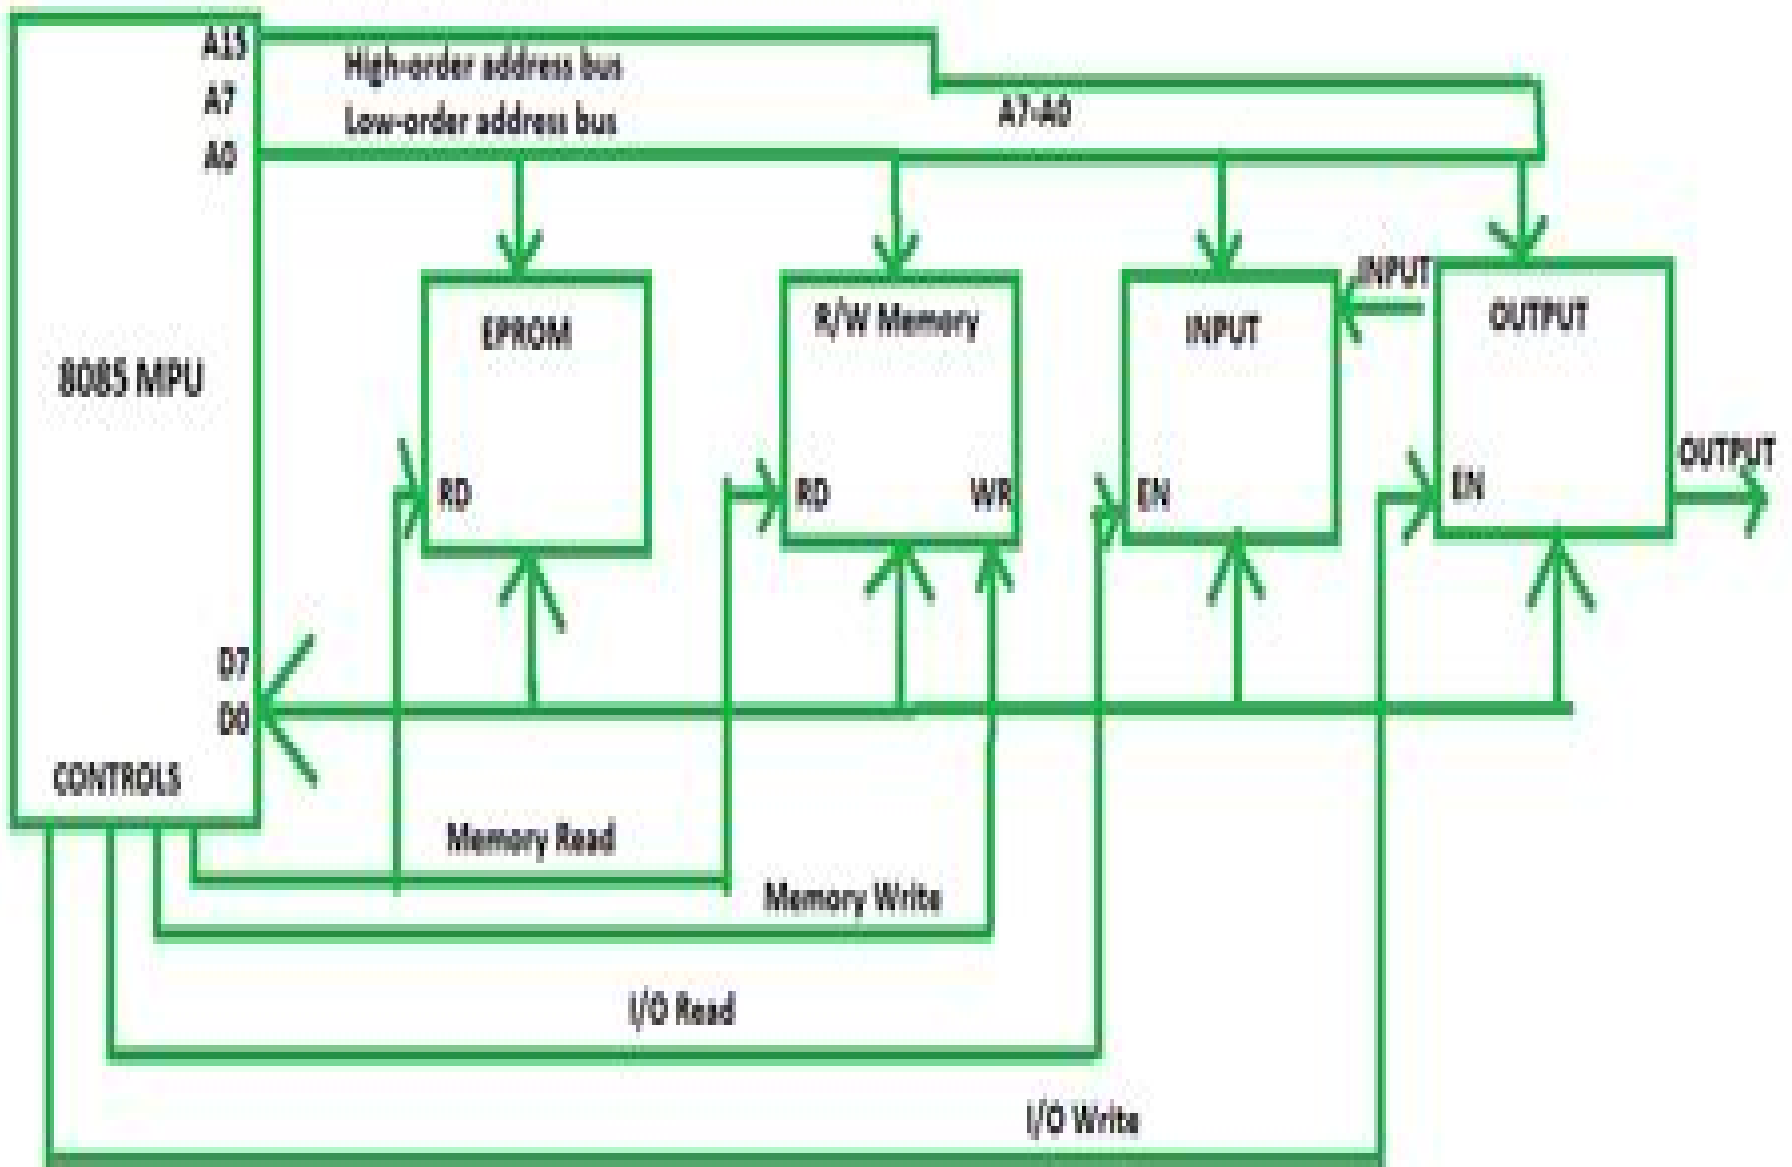 A15
High-order address bus
A7
A7-A0
Low-order address bus
A0
INPUT
EPROM
R/W Memory
INPUT
OUTPUT
8085 MPU
OUTPUT
RD
RD
WR
EN
EN
D7
D0
CONTROLS
Memory Read
Memory Write
I/O Read
I/O Write